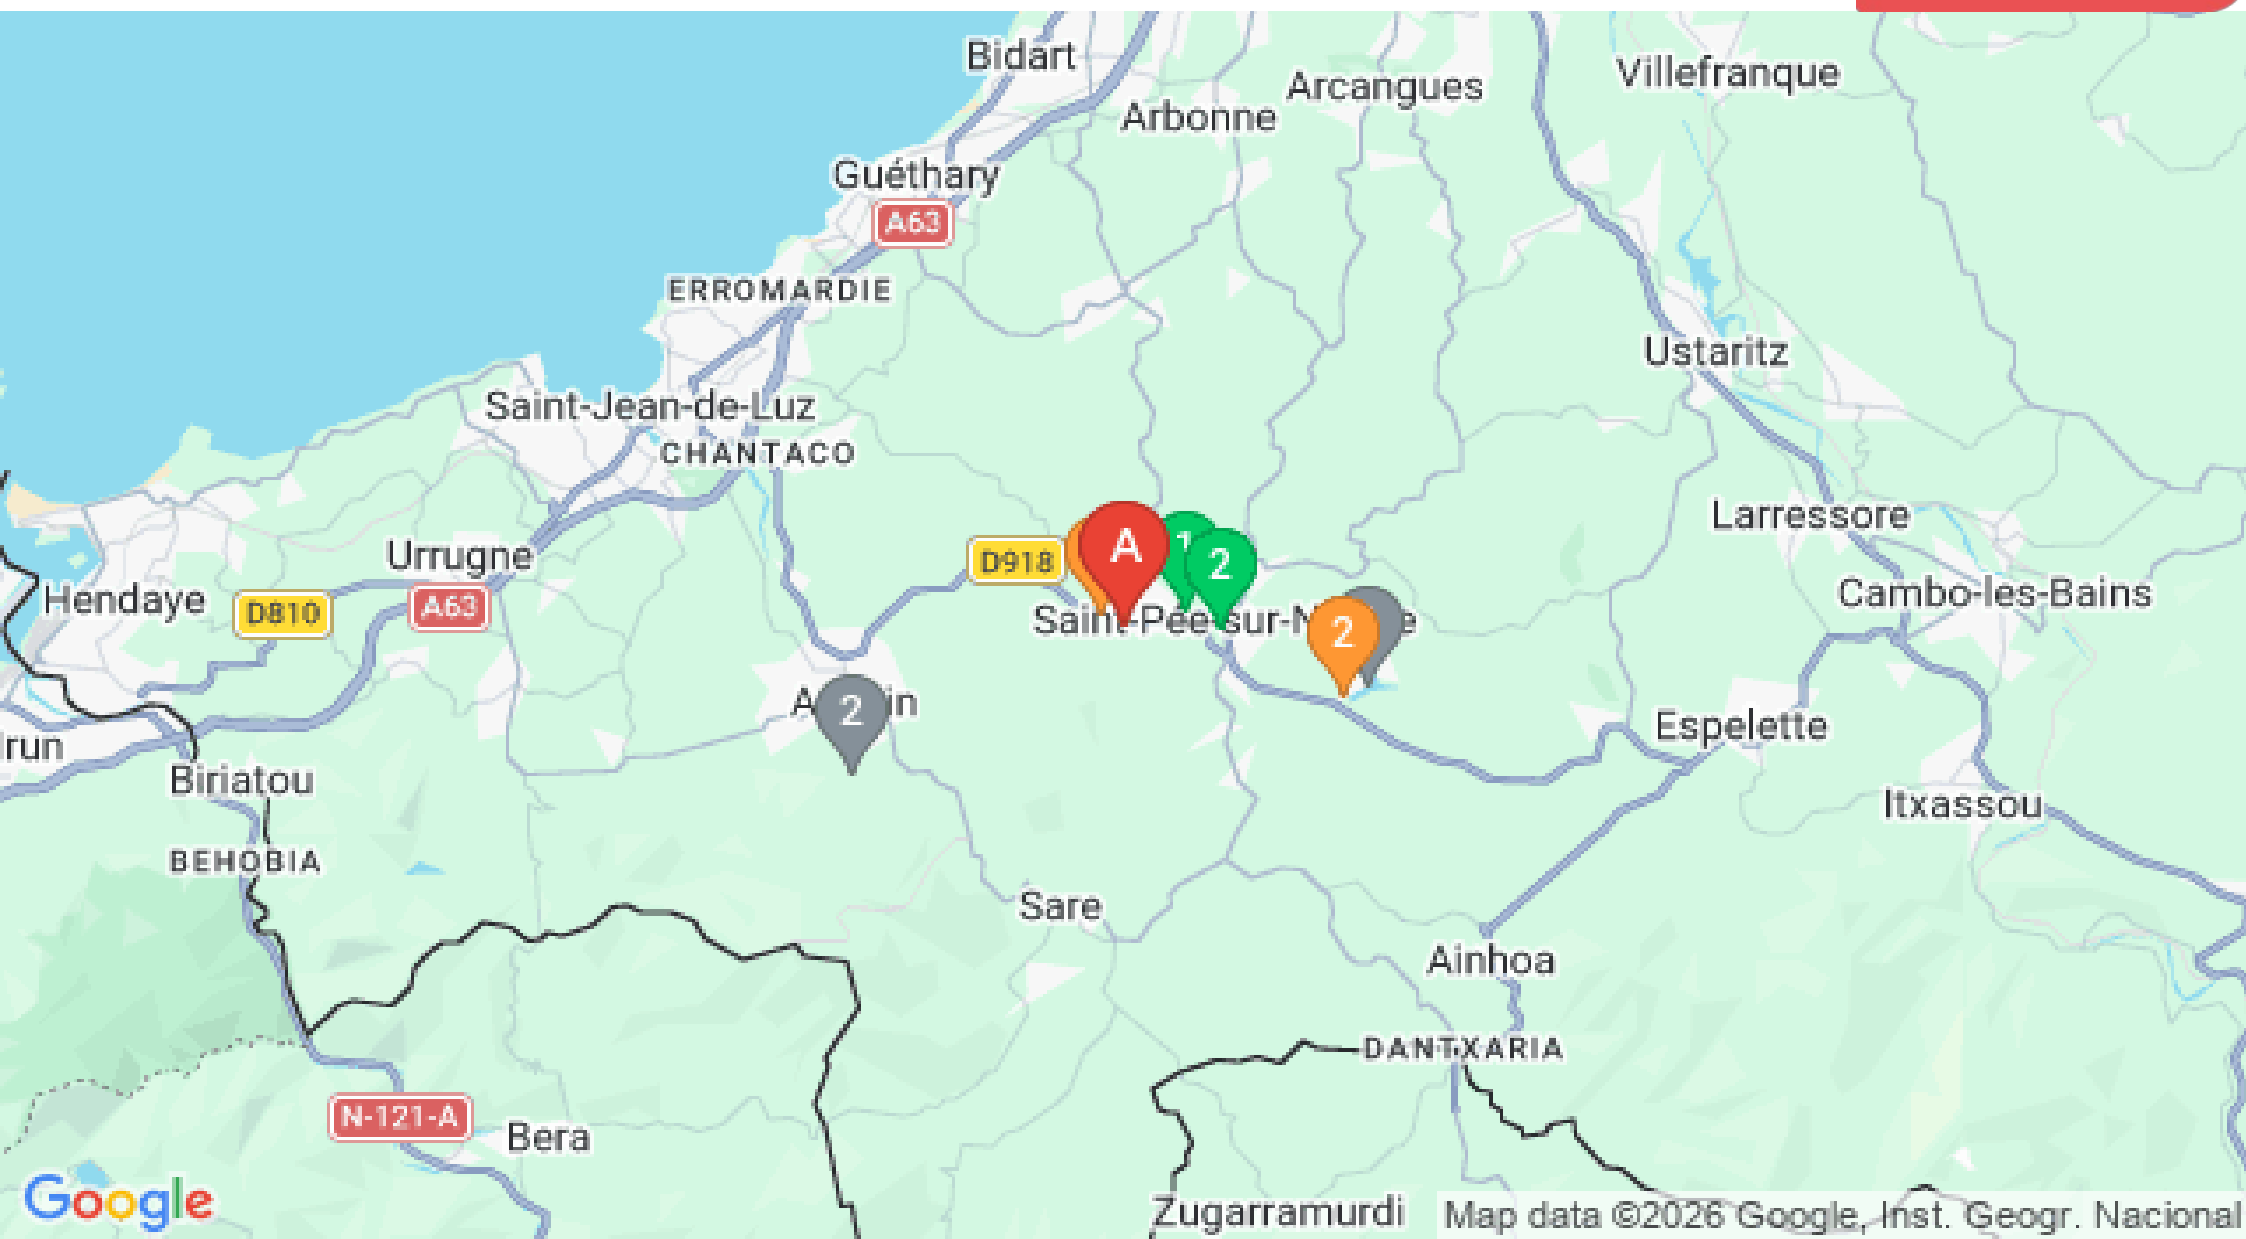 Bidart
Villefranque
Arcangues
Arbonne
Guéthary
A63
ERROMARDIE
Ustaritz
Saint-Jean-de-Luz
CHANTACO
Larressore
Urrugne
D918
A
1
2
Hendaye
D810
A63
Cambo-les-Bains
2
2
Espelette
Irun
Biriatou
Itxassou
BEHOBIA
Sare
Ainhoa
DANTXARIA
N-121-A
Bera
Google
Zugarramurdi
Map data ©2026 Google, Inst. Geogr. Nacional